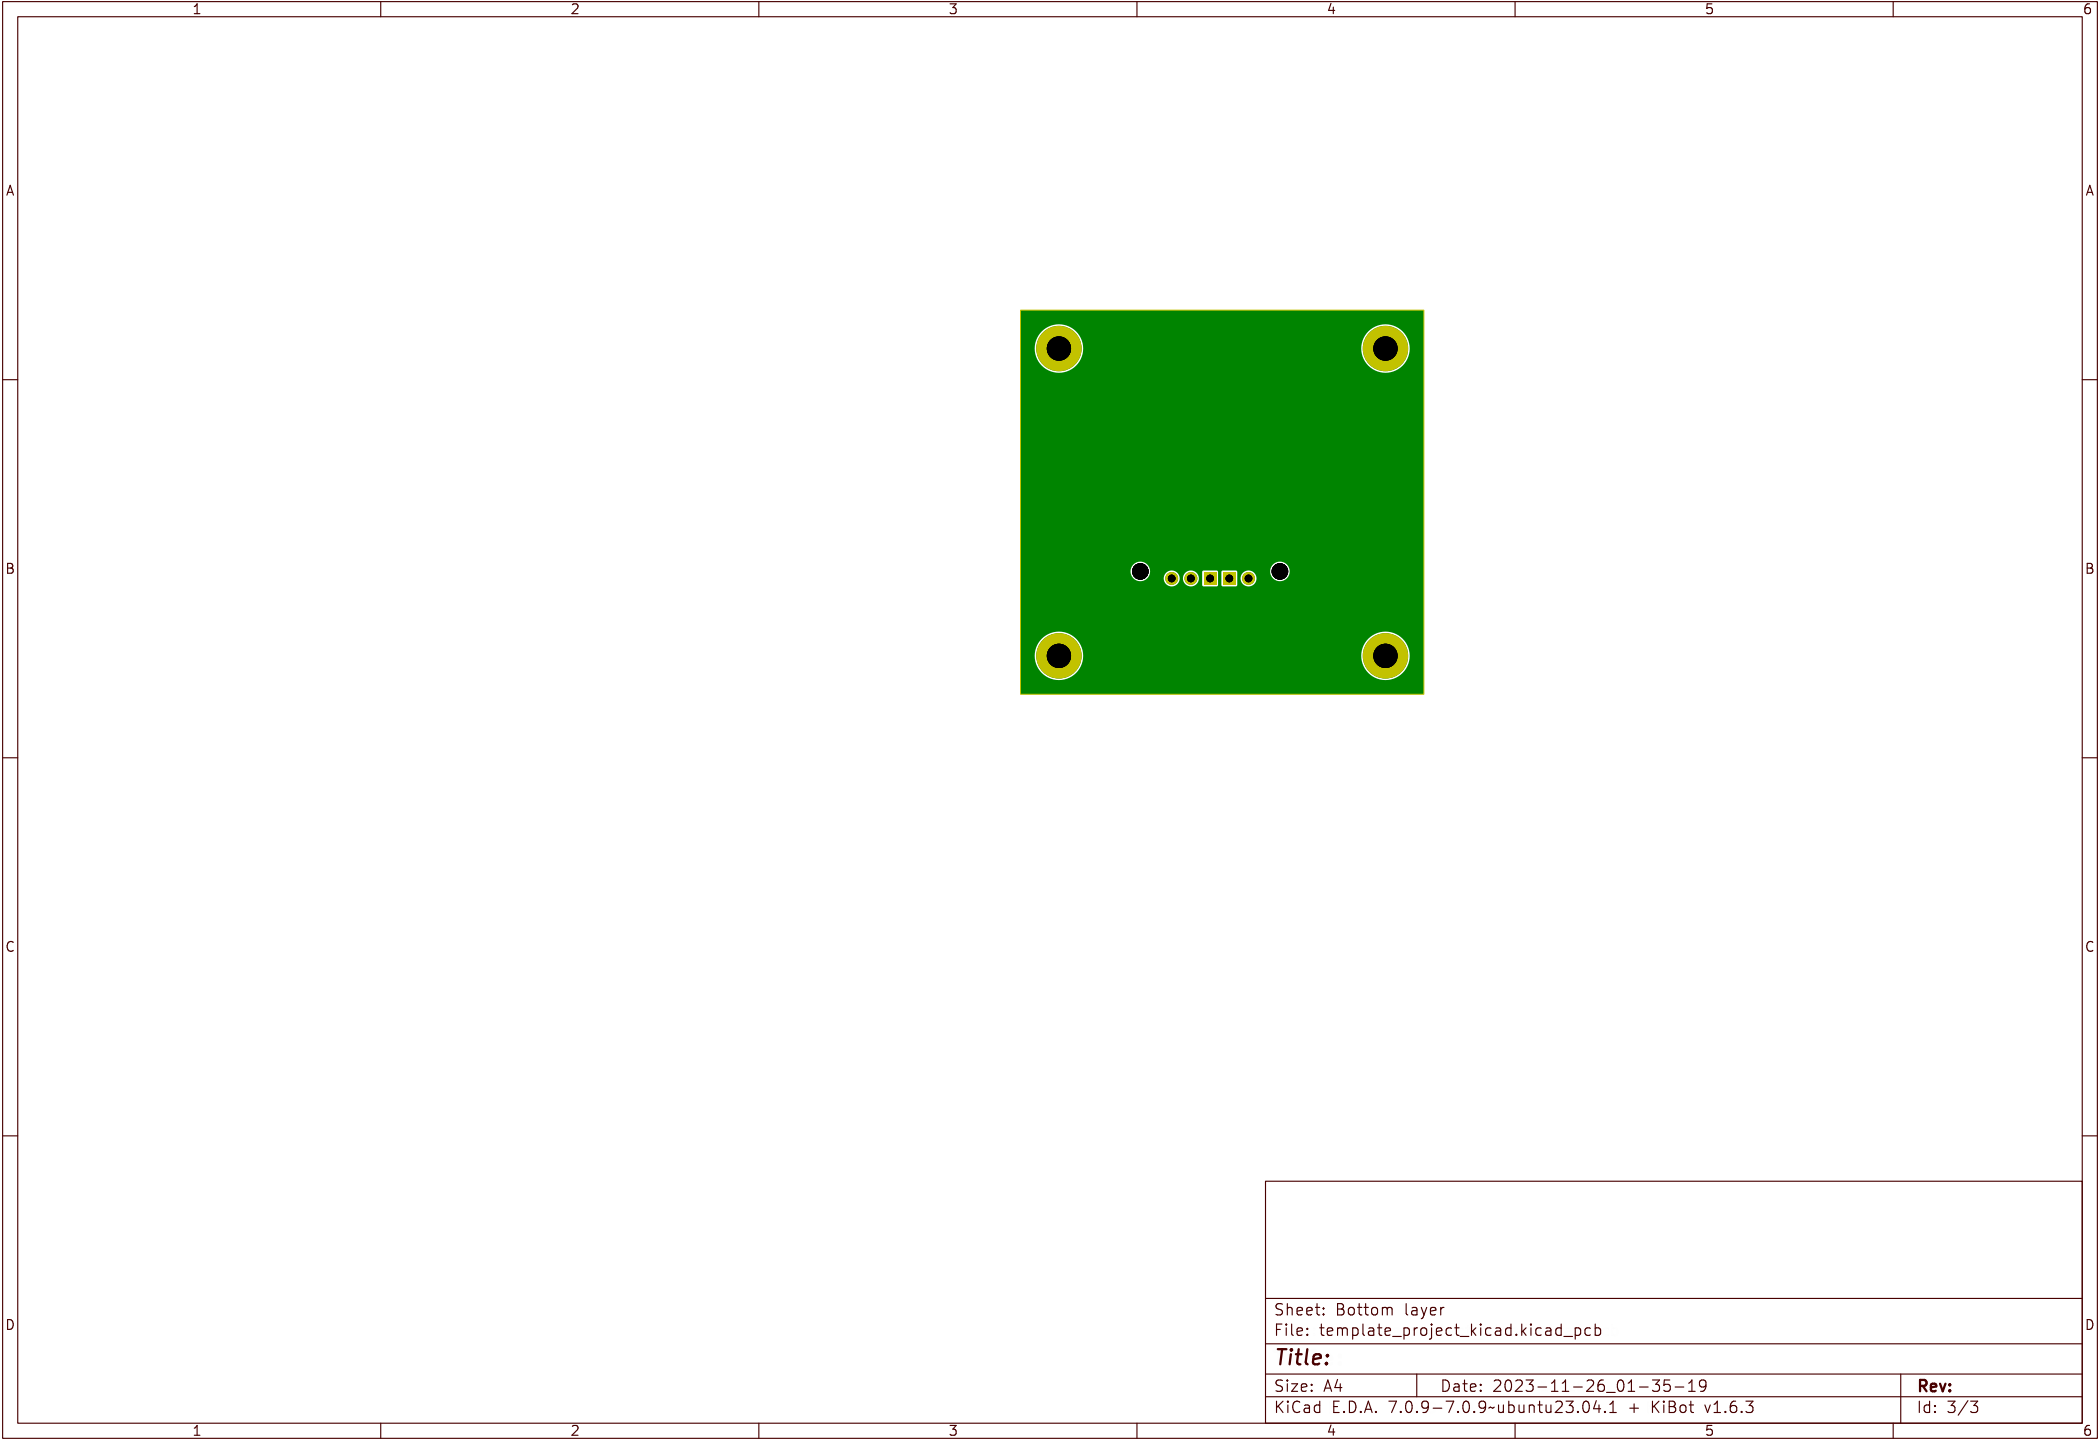 1 2 3 4 5 6
A A
B B
C C
Sheet: Bottom layer
D File: template_project_kicad.kicad_pcb D
Title:
Size: A4 Date: 2023-11-26_01-35-19 Rev:
KiCad E.D.A. 7.0.9-7.0.9~ubuntu23.04.1 + KiBot v1.6.3 Id: 3/3
1 2 3 4 5 6